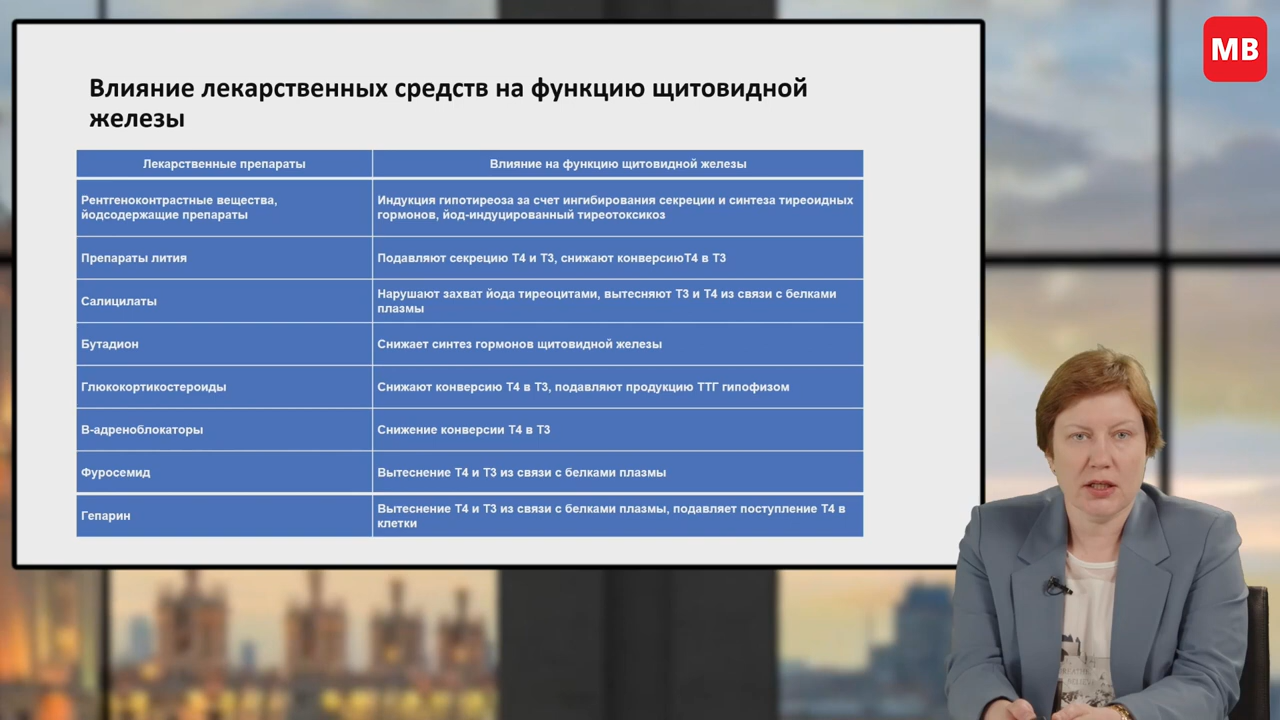 МВ
Влияние лекарственных средств на функцию щитовидной
железы
Лекарственные препараты
Влияние на функцию щитовидной железы
Рентгеноконтрастные вещества,
йодсодержащие препараты
Индукция гипотиреоза за счет ингибирования секреции и синтеза тиреоидных
гормонов, йод-индуцированный тиреотоксикоз
Препараты лития
Подавляют секрецию Т4 и Т3, снижают конверсиюТ4 в Т3
Салицилаты
Нарушают захват йода тиреоцитами, вытесняют Т3 и Т4 из связи с белками
плазмы
Бутадион
Снижает синтез гормонов щитовидной железы
Глюкокортикостероиды
Снижают конверсию Т4 в Т3, подавляют продукцию ТТГ гипофизом
В-адреноблокаторы
Снижение конверсии Т4 в Т3
Фуросемид
Вытеснение Т4 и Т3 из связи с белками плазмы
Гепарин
Вытеснение Т4 и Т3 из связи с белками плазмы, подавляет поступление Т4 в
клетки